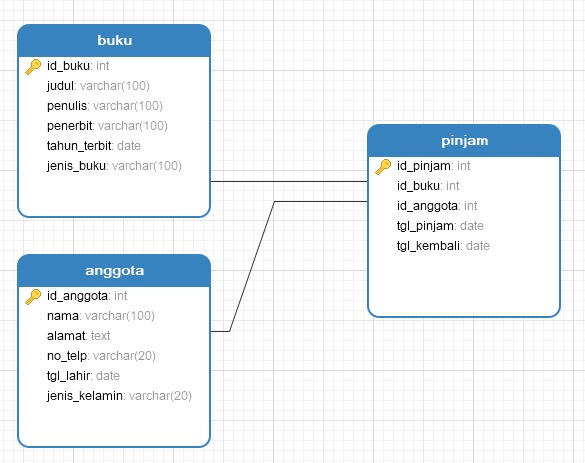 buku
id_buku: int
judul: varchar(100)
penulis: varchar(100)
penerbit: varchar(100)
tahun_terbit: date
jenis_buku: varchar(100)
anggota
id_anggota: int
nama: varchar(100)
alamat: text
no_telp: varchar(20)
tgl_lahir: date
jenis_kelamin: varchar(20)
pinjam
id_pinjam: int
id_buku: int
id_anggota: int
tgl_pinjam: date
tgl_kembali: date